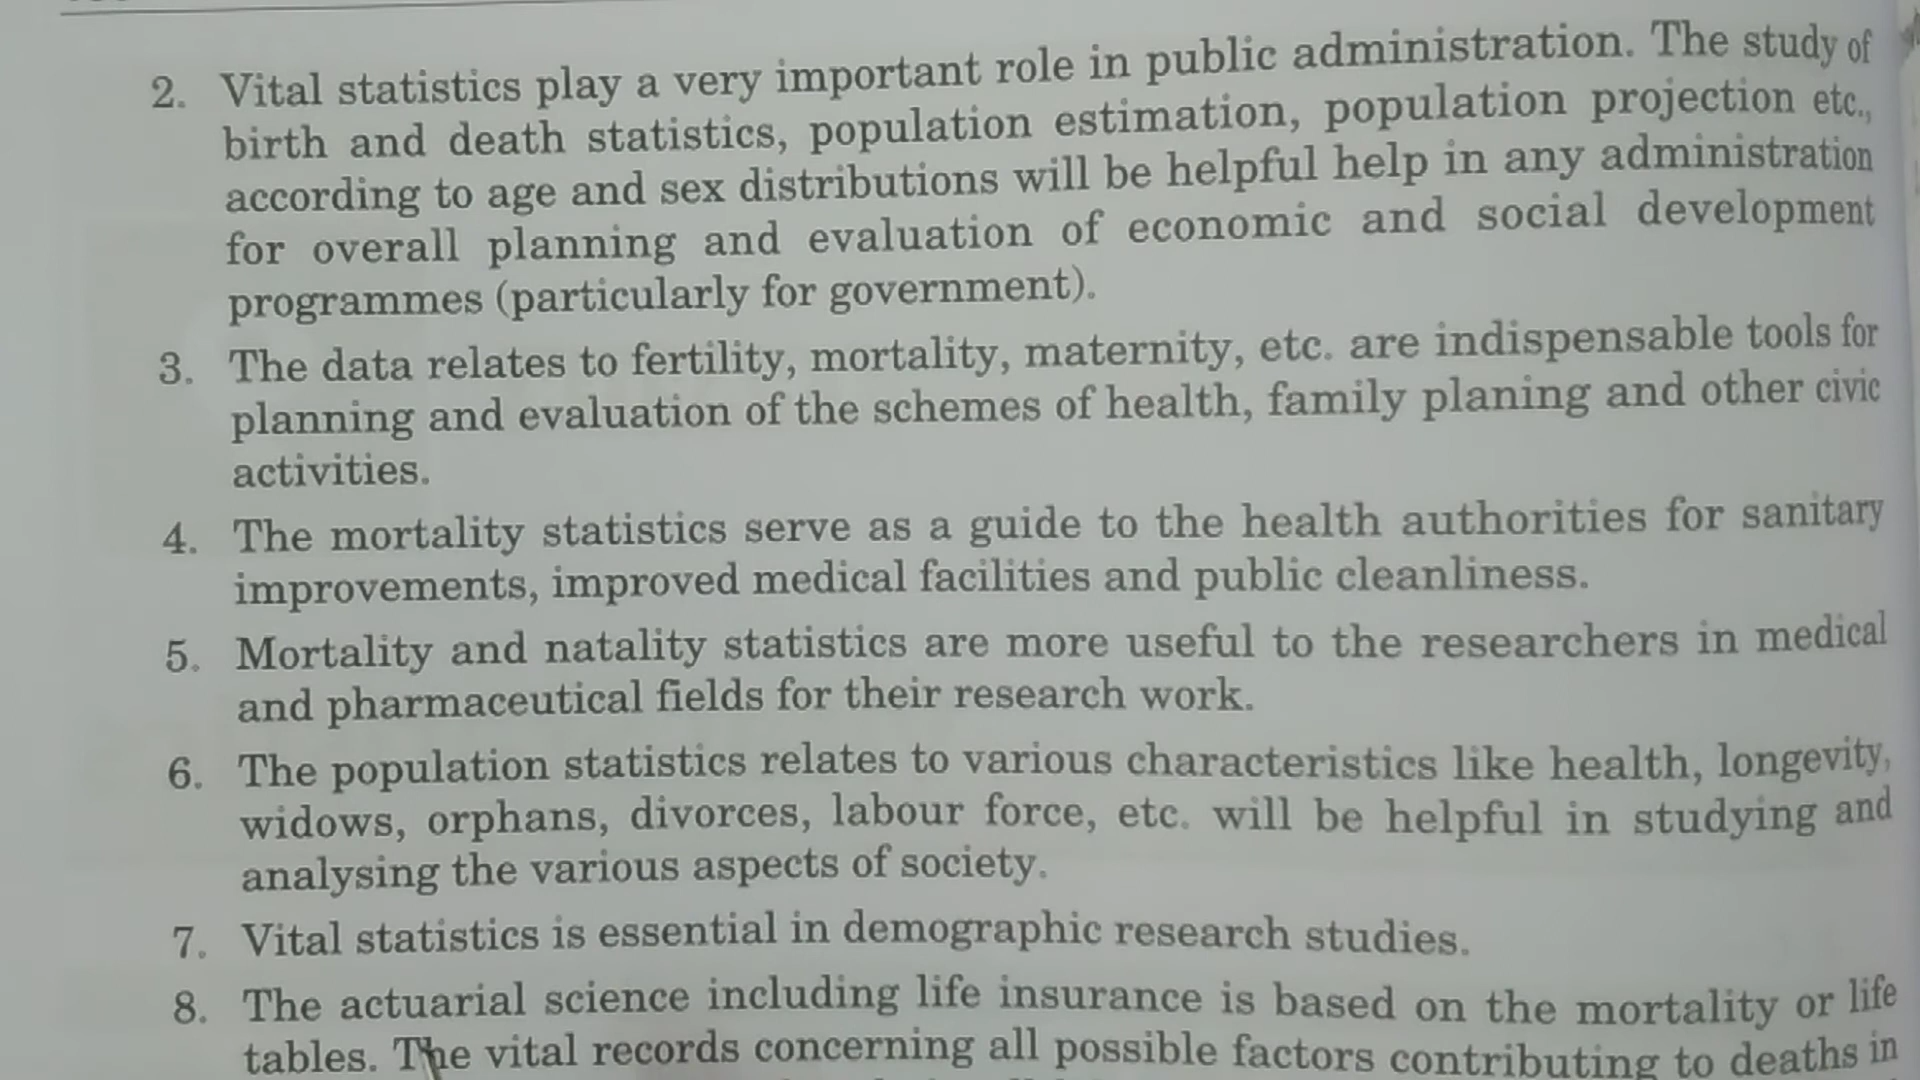 2. Vital statistics play a very important role in public administration. The study of
birth and death statistics, population estimation, population projection etc.,
according to age and sex distributions will be helpful help in any administration
for overall planning and evaluation of economic and social development
programmes (particularly for government).
3. The data relates to fertility, mortality, maternity, etc. are indispensable tools for
planning and evaluation of the schemes of health, family planing and other civic
activities.
4. The mortality statistics serve as a guide to the health authorities for sanitary
improvements, improved medical facilities and public cleanliness.
5. Mortality and natality statistics are more useful to the researchers in medical
and pharmaceutical fields for their research work.
6. The population statistics relates to various characteristics like health, longevity,
widows, orphans, divorces, labour force, etc. will be helpful in studying and
analysing the various aspects of society.
7. Vital statistics is essential in demographic research studies.
8. The actuarial science including life insurance is based on the mortality or life
tables. The vital records concerning all possible factors contributing to deaths in